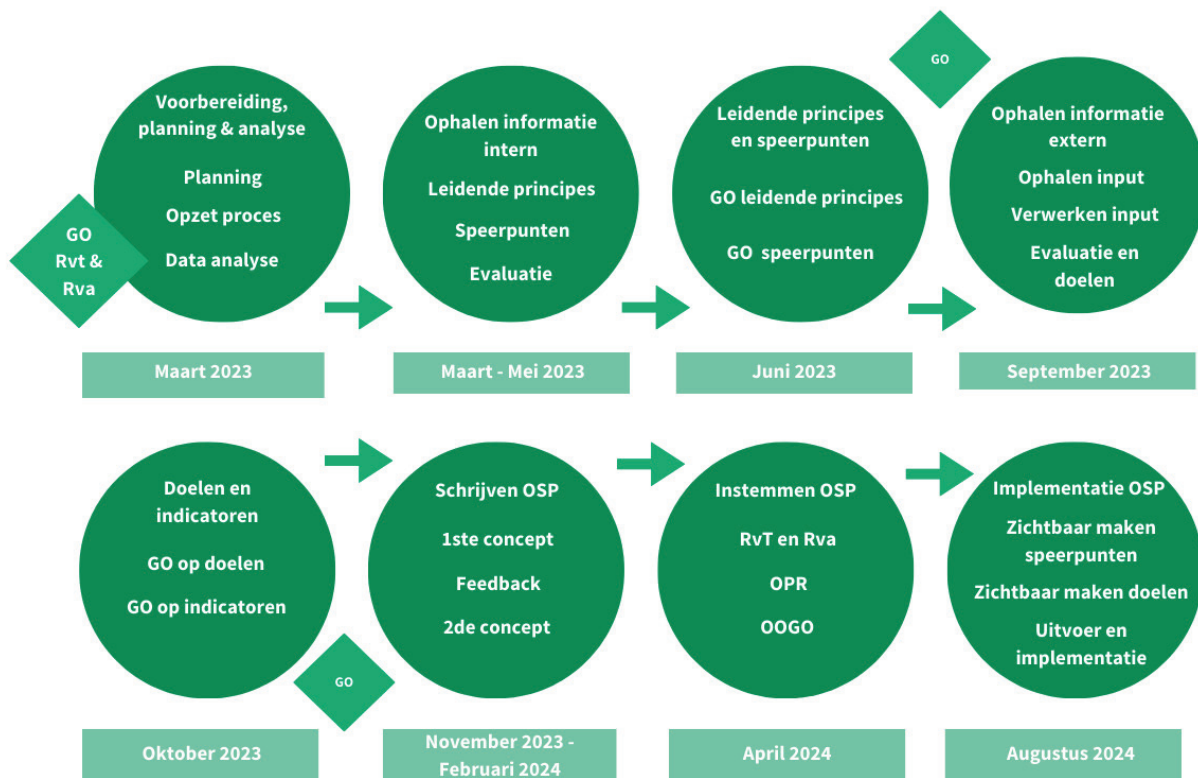 GO
Rvt &
Rva
Voorbereiding,
planning & analyse
Planning
Opzet proces
Data analyse
Maart 2023
Ophalen informatie
intern
Leidende principes
Speerpunten
Evaluatie
Maart - Mei 2023
Leidende principes
en speerpunten
GO leidende principes
GO speerpunten
Juni 2023
GO
Ophalen informatie
extern
Ophalen input
Verwerken input
Evaluatie en
doelen
September 2023
Doelen en
indicatoren
GO op doelen
GO op indicatoren
Oktober 2023
GO
Schrijven OSP
1ste concept
Feedback
2de concept
November 2023 -
Februari 2024
Instemmen OSP
RvT en Rva
OPR
OOGO
April 2024
Implementatie OSP
Zichtbaar maken
speerpunten
Zichtbaar maken doelen
Uitvoer en
implementatie
Augustus 2024